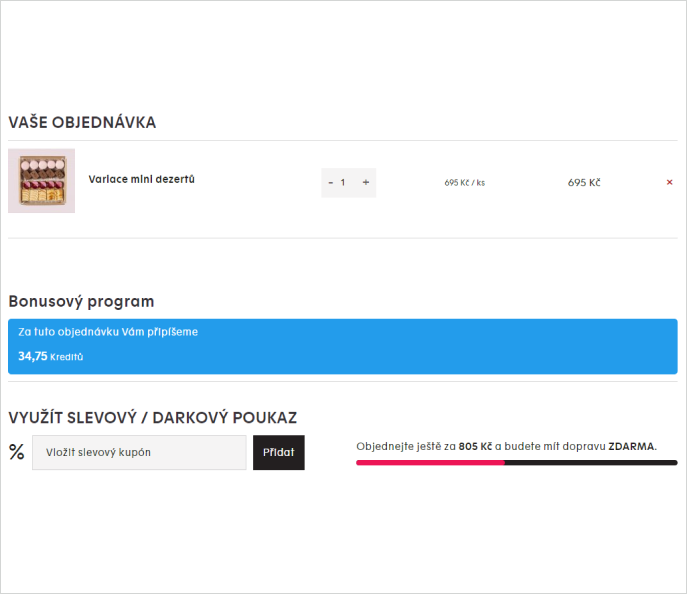 VAŠE OBJEDNÁVKA
Variace mini dezertů
- 1 + 695 Kč / ks 695 Kč ×
Bonusový program
Za tuto objednávku Vám připíšeme
34,75 Kreditů
VYUŽÍT SLEVOVÝ / DARKOVÝ POUKAZ
% Vložit slevový kupón Přidat
Objednejte ještě za 805 Kč a budete mít dopravu ZDARMA.